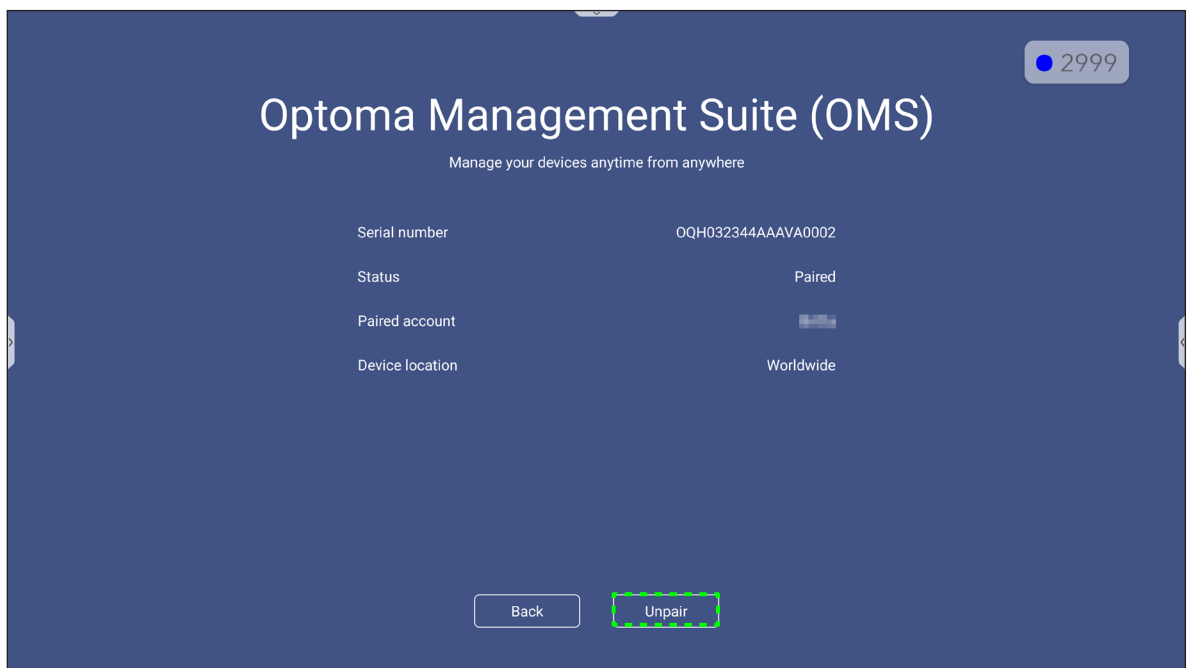 2999
Optoma Management Suite (OMS)
Manage your devices anytime from anywhere
Serial number OQH032344AAAVA0002
Status Paired
Paired account
Device location Worldwide
Back Unpair